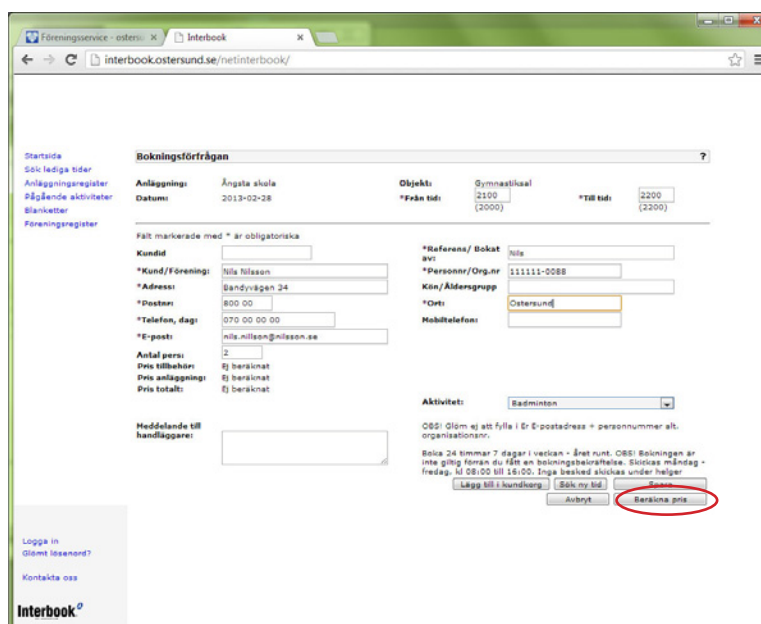 Föreningsservice - osters
Interbook
interbook.ostersund.se/netinterbook/
Startsida
Sök lediga tider
Anläggningsregister
Pågående aktiviteter
Blanketter
Föreningsregister
Bokningsförfrågan ?
Anläggning: Ångsta skola Objekt: Gymnastiksal
Datum: 2013-02-28 *Från tid: 2100 *Till tid: 2200
(2000) (2200)
Fält markerade med * är obligatoriska
Kundid *Referens/ Bokat av: Nils
*Kund/Förening: Nils Nilsson *Personnr/Org.nr 111111-0088
*Adress: Bandyvägen 24 Kön/Åldersgrupp
*Postnr: 800 00 *Ort: Ostersund
*Telefon, dag: 070 00 00 00 Mobiltelefon:
*E-post: nils.nillson@nilsson.se
Antal pers: 2
Pris tillbehör: Ej beräknat
Pris anläggning: Ej beräknat
Pris totalt: Ej beräknat
Aktivitet: Badminton
Meddelande till
handläggare:
OBS! Glöm ej att fylla i Er E-postadress + personnummer alt.
organisationsnr.
Boka 24 timmar 7 dagar i veckan - året runt. OBS! Bokningen är
inte giltig förrän du fått en bokningsbekräftelse. Skickas måndag -
fredag, kl 08:00 till 16:00. Inga besked skickas under helger
Lägg till i kundkorg Sök ny tid Spara
Avbryt Beräkna pris
Logga in
Glömt lösenord?
Kontakta oss
Interbook